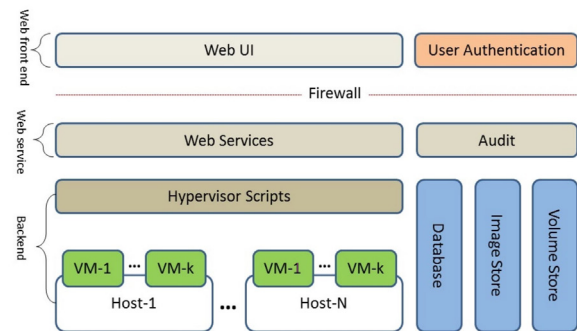 Web front end
Web UI
User Authentication
Firewall
Web service
Web Services
Audit
Backend
Hypervisor Scripts
VM-1 ... VM-k
Host-1
...
VM-1 ... VM-k
Host-N
Database
Image Store
Volume Store